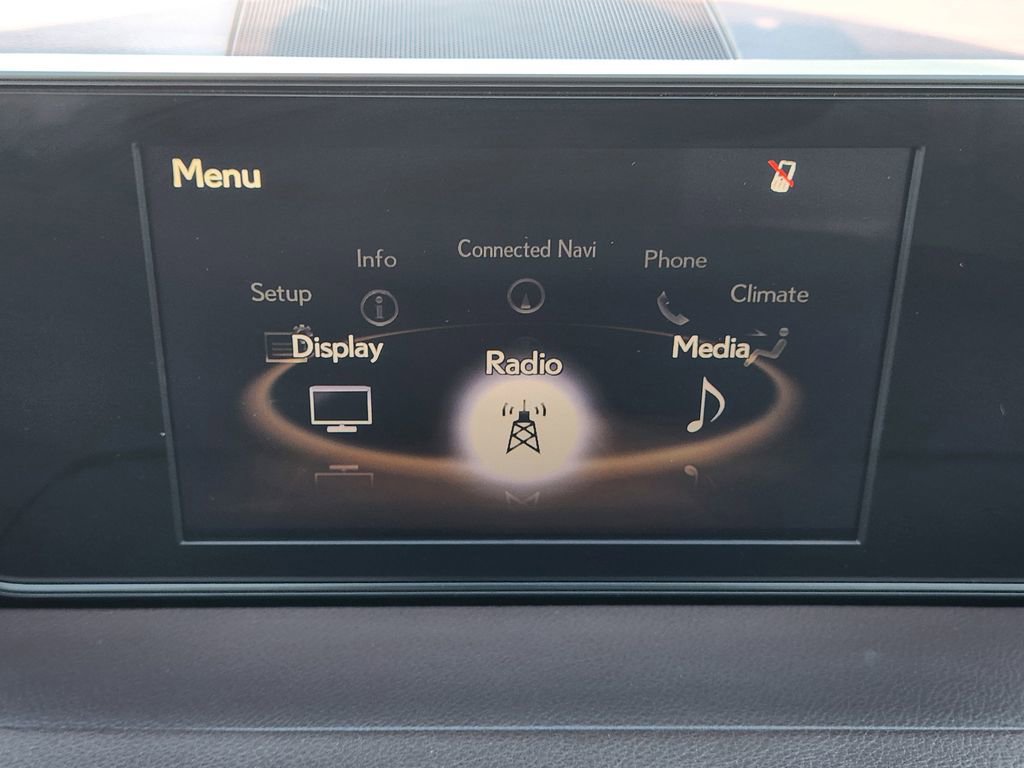 Menu
Connected Navi
Info
Phone
Setup
Climate
Display
Radio
Media